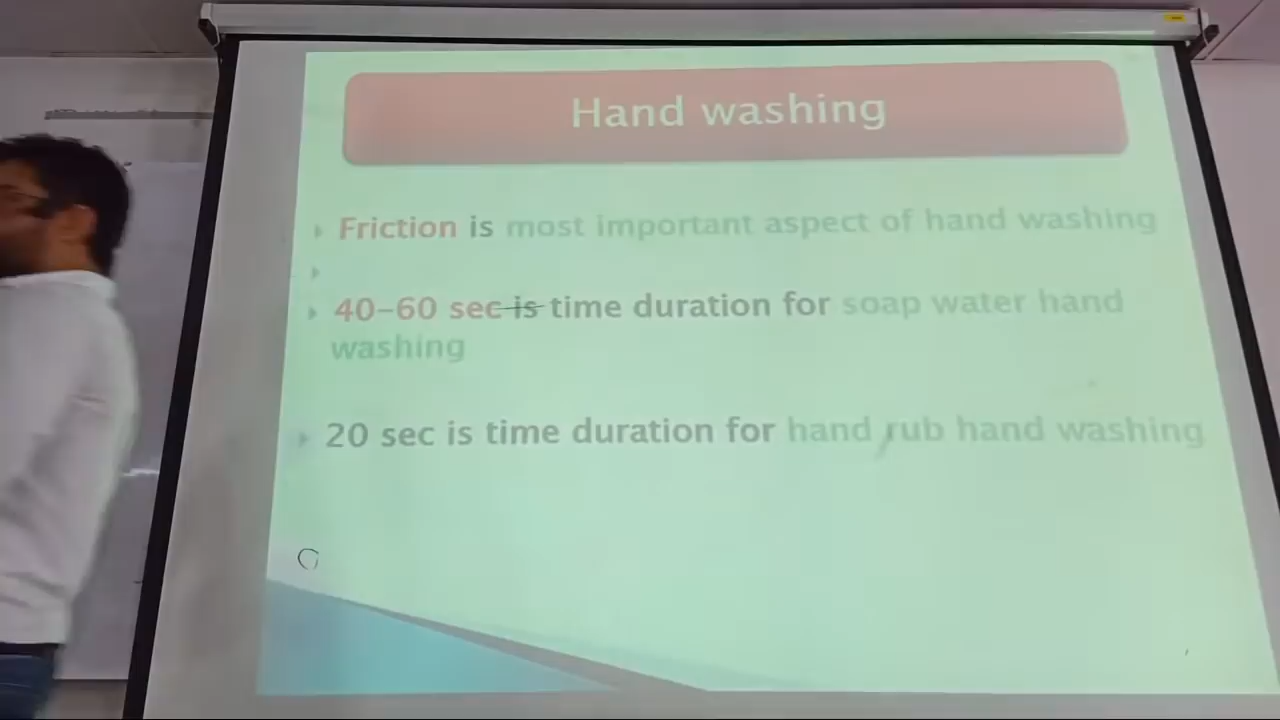 Hand washing
Friction is most important aspect of hand washing
40-60 sec is time duration for soap water hand
washing
20 sec is time duration for hand rub hand washing